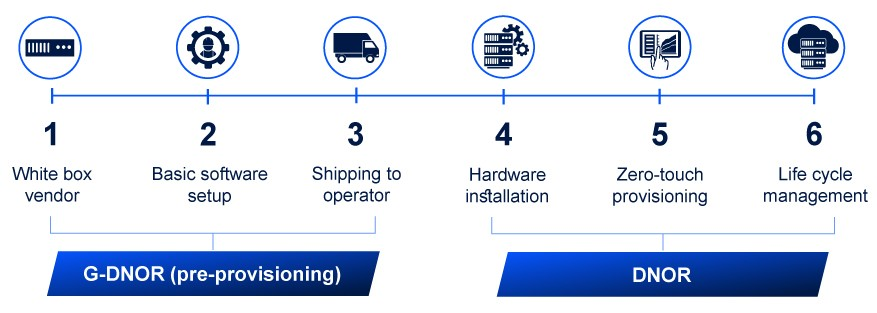 1
2
3
4
5
6
White box
vendor
Basic software
setup
Shipping to
operator
Hardware
installation
Zero-touch
provisioning
Life cycle
management
G-DNOR (pre-provisioning)
DNOR